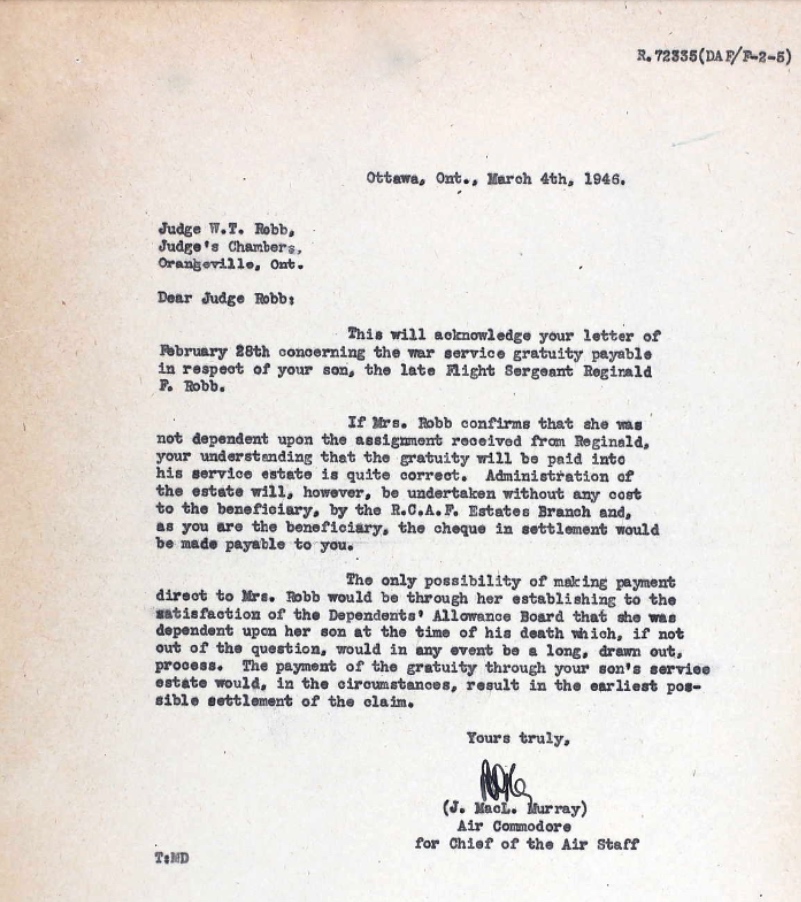 R.72335(DAF/F-2-5)
Ottawa, Ont., March 4th, 1946.
Judge W.T. Robb,
Judge's Chambers,
Orangeville, Ont.
Dear Judge Robb:
This will acknowledge your letter of
February 28th concerning the war service gratuity payable
in respect of your son, the late Flight Sergeant Reginald
F. Robb.
If Mrs. Robb confirms that she was
not dependent upon the assignment received from Reginald,
your understanding that the gratuity will be paid into
his service estate is quite correct. Administration of
the estate will, however, be undertaken without any cost
to the beneficiary, by the R.C.A.F. Estates Branch and,
as you are the beneficiary, the cheque in settlement would
be made payable to you.
The only possibility of making payment
direct to Mrs. Robb would be through her establishing to the
satisfaction of the Dependents' Allowance Board that she was
dependent upon her son at the time of his death which, if not
out of the question, would in any event be a long, drawn out,
process. The payment of the gratuity through your son's service
estate would, in the circumstances, result in the earliest pos-
sible settlement of the claim.
Yours truly,
(J. MacL. Murray)
Air Commodore
for Chief of the Air Staff
T:MD